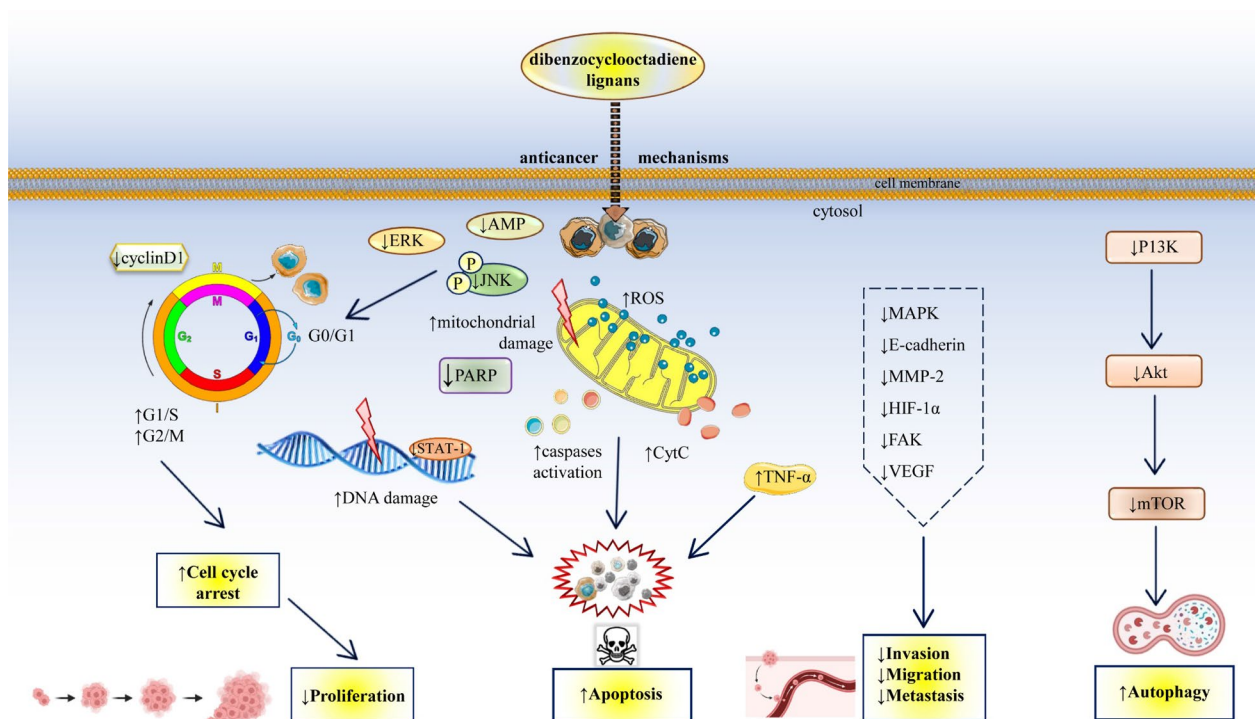 dibenzocyclooctadiene
lignans
anticancer mechanisms
cell membrane
cytosol
↓cyclinD1
↓ERK
↓AMP
P
P
↓JNK
M
M
G₂
G₁
G₀
S
I
G0/G1
↑G1/S
↑G2/M
↑mitochondrial
damage
↑ROS
↓PARP
↓STAT-1
↑DNA damage
↑caspases
activation
↑CytC
↑TNF-α
↓MAPK
↓E-cadherin
↓MMP-2
↓HIF-1α
↓FAK
↓VEGF
↓P13K
↓Akt
↓mTOR
↑Cell cycle
arrest
↓Proliferation
↑Apoptosis
↓Invasion
↓Migration
↓Metastasis
↑Autophagy